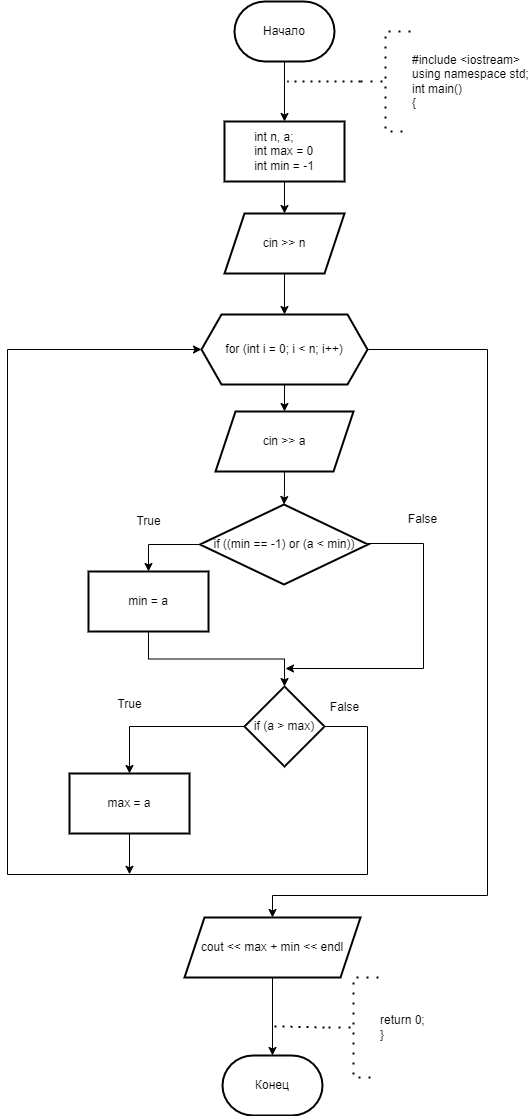 Начало
#include <iostream>
using namespace std;
int main()
{
int n, a;
int max = 0
int min = -1
cin >> n
for (int i = 0; i < n; i++)
cin >> a
True
False
if ((min == -1) or (a < min))
min = a
True
False
if (a > max)
max = a
cout << max + min << endl
return 0;
}
Конец